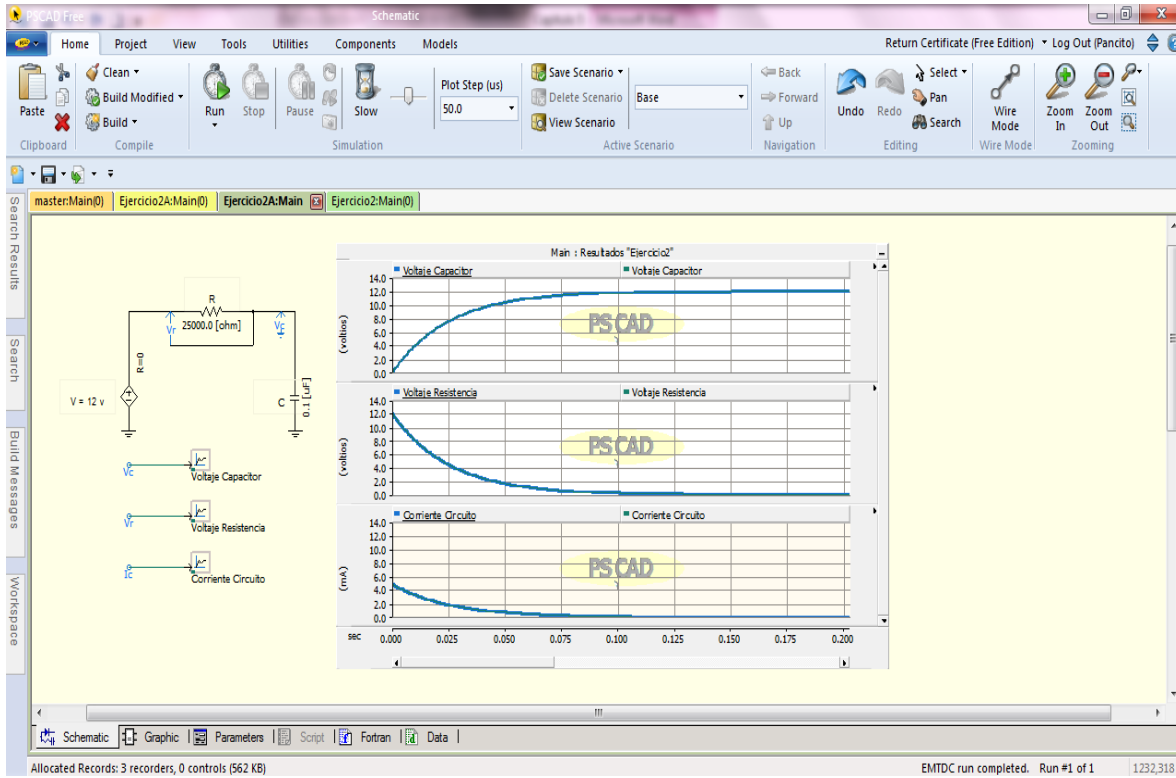 PSCAD Free
Schematic
Home Project View Tools Utilities Components Models
Return Certificate (Free Edition) Log Out (Pancito)
Paste
Clean
Build Modified
Build
Run
Stop
Pause
Slow
Plot Step (us)
50.0
Save Scenario
Delete Scenario
View Scenario
Base
Back
Forward
Up
Undo
Redo
Select
Pan
Search
Wire Mode
Zoom In
Zoom Out
Clipboard
Compile
Simulation
Active Scenario
Navigation
Editing
Wire Mode
Zooming
master:Main(0) Ejercicio2A:Main(0) Ejercicio2A:Main Ejercicio2:Main(0)
Search Results
Search
Build Messages
Workspace
R
25000.0 [ohm]
Vr
Vc
R=0
V = 12 v
C
0.1 [uF]
Vc
Voltaje Capacitor
Vr
Voltaje Resistencia
Ic
Corriente Circuito
Main : Resultados "Ejercicio2"
Voltaje Capacitor Voltaje Capacitor
(voltios)
14.0
12.0
10.0
8.0
6.0
4.0
2.0
0.0
PSCAD
Voltaje Resistencia Voltaje Resistencia
(voltios)
14.0
12.0
10.0
8.0
6.0
4.0
2.0
0.0
PSCAD
Corriente Circuito Corriente Circuito
(mA)
14.0
12.0
10.0
8.0
6.0
4.0
2.0
0.0
PSCAD
sec 0.000 0.025 0.050 0.075 0.100 0.125 0.150 0.175 0.200
Schematic Graphic Parameters Script Fortran Data
Allocated Records: 3 recorders, 0 controls (562 KB)
EMTDC run completed. Run #1 of 1
1232,318